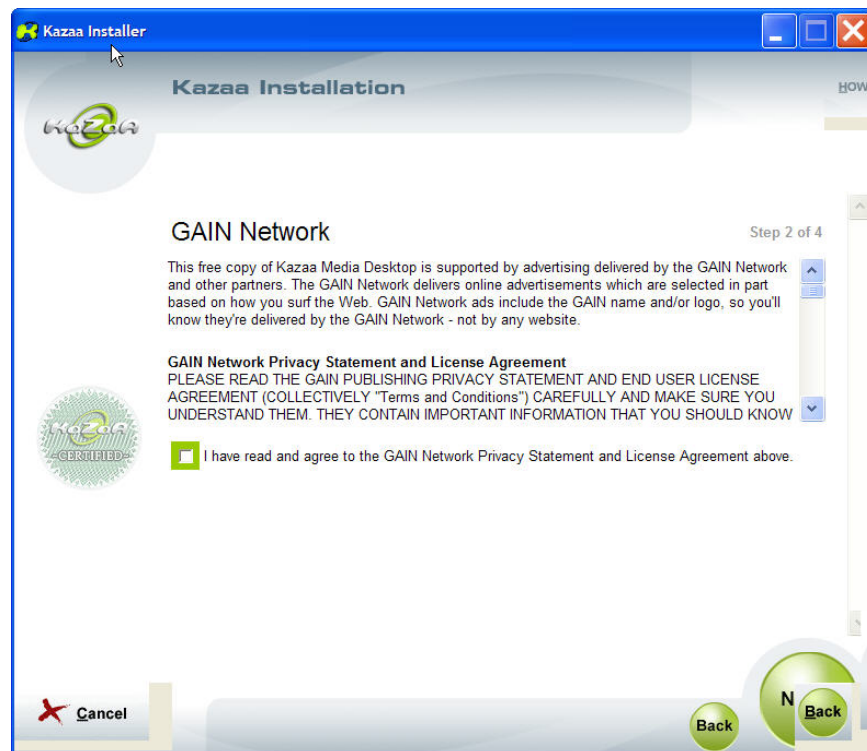 Kazaa Installer
Kazaa Installation
HOW
KaZaA
GAIN Network
Step 2 of 4
This free copy of Kazaa Media Desktop is supported by advertising delivered by the GAIN Network
and other partners. The GAIN Network delivers online advertisements which are selected in part
based on how you surf the Web. GAIN Network ads include the GAIN name and/or logo, so you'll
know they're delivered by the GAIN Network - not by any website.
GAIN Network Privacy Statement and License Agreement
PLEASE READ THE GAIN PUBLISHING PRIVACY STATEMENT AND END USER LICENSE
AGREEMENT (COLLECTIVELY "Terms and Conditions") CAREFULLY AND MAKE SURE YOU
UNDERSTAND THEM. THEY CONTAIN IMPORTANT INFORMATION THAT YOU SHOULD KNOW
KaZaA
-CERTIFIED-
I have read and agree to the GAIN Network Privacy Statement and License Agreement above.
Cancel
Back
N
Back